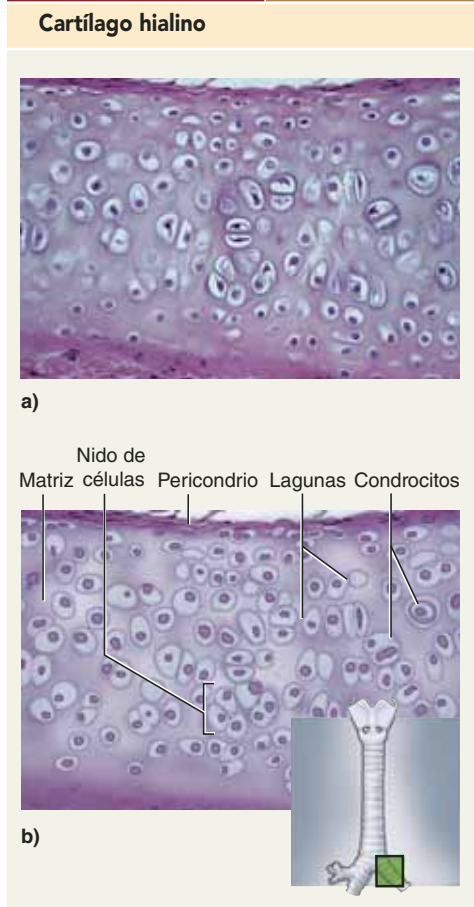 Cartílago hialino
a)
Nido de
células
Matriz Pericondrio Lagunas Condrocitos
b)